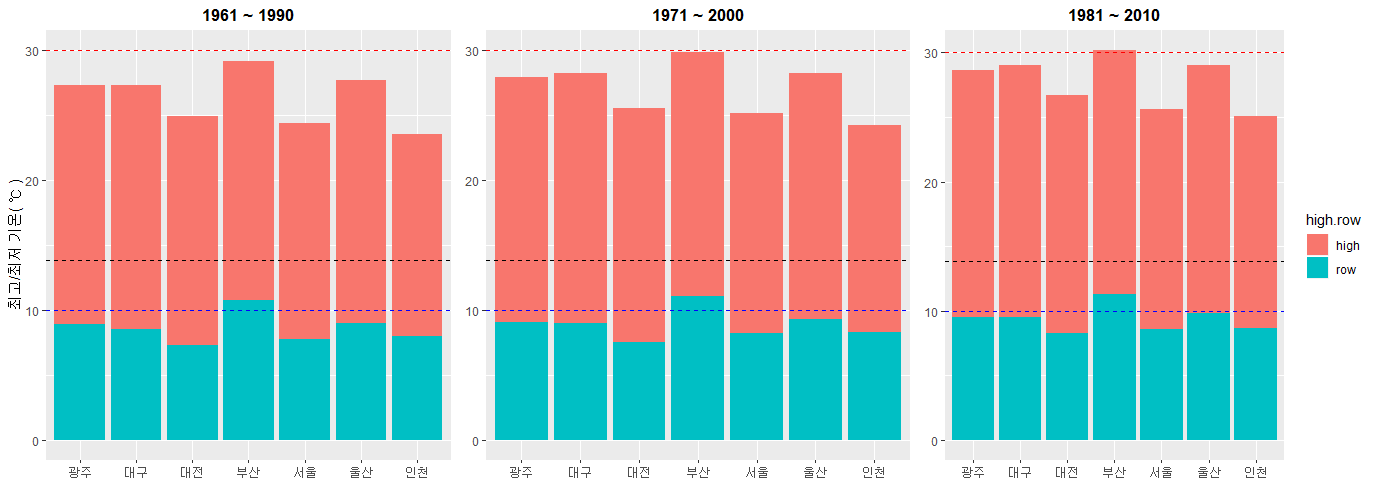 1961 ~ 1990
1971 ~ 2000
1981 ~ 2010
최고/최저 기온( ℃ )
30
20
10
0
광주 대구 대전 부산 서울 울산 인천
30
20
10
0
광주 대구 대전 부산 서울 울산 인천
30
20
10
0
광주 대구 대전 부산 서울 울산 인천
high.row
high
row